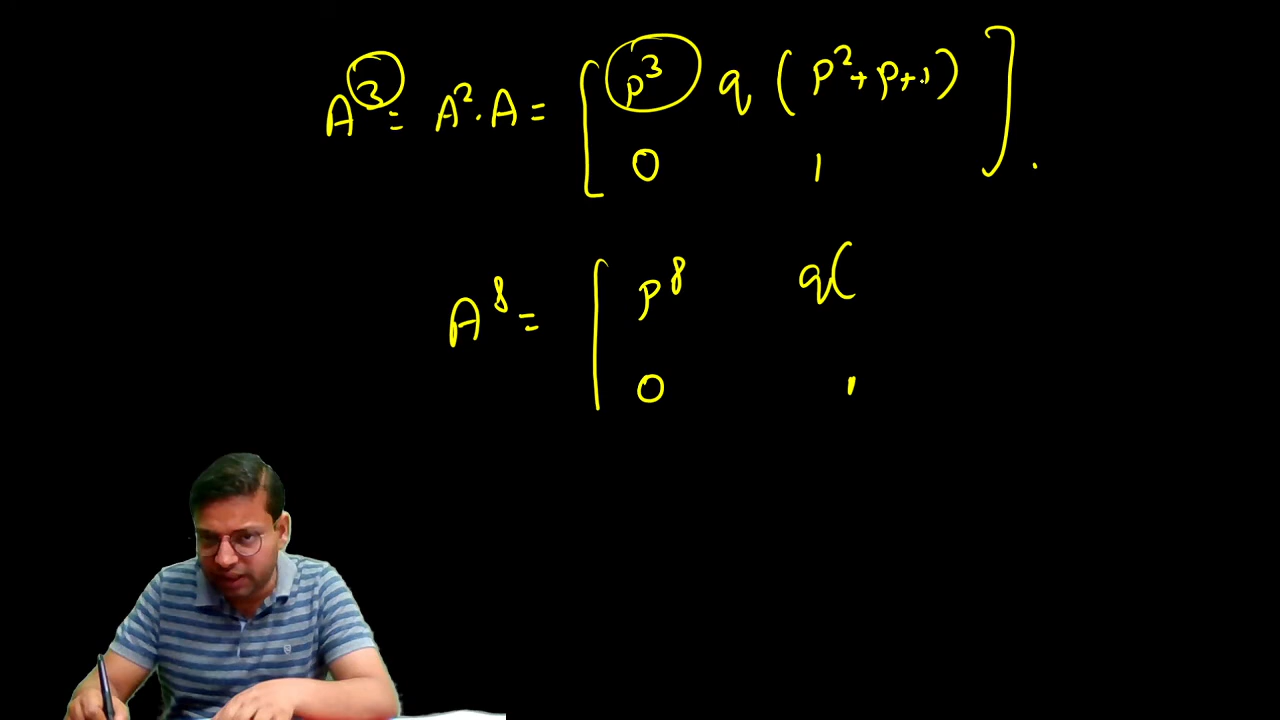 A³ = A²·A = [ p³ q ( p² + p + 1 ) ] .
0 1
A⁸ = [ p⁸ q(
0 1